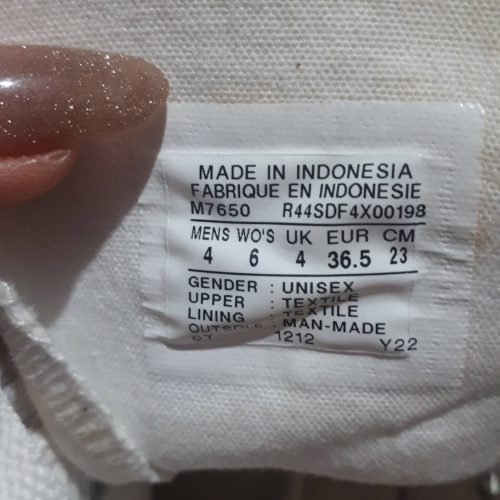 MADE IN INDONESIA
FABRIQUE EN INDONESIE
M7650 R44SDF4X00198
MENS WO'S UK EUR CM
4 6 4 36.5 23
GENDER : UNISEX
UPPER : TEXTILE
LINING : TEXTILE
OUTSOLE : MAN-MADE
1212 Y22